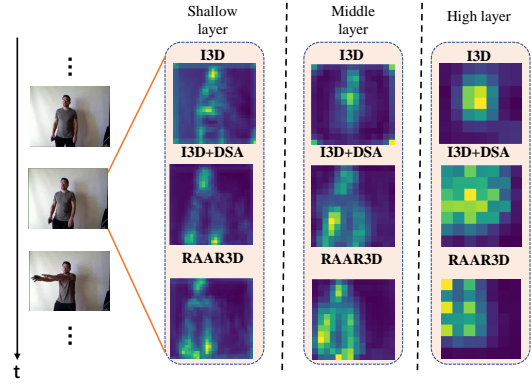 Shallow
layer
Middle
layer
High layer
I3D
I3D
I3D
I3D+DSA
I3D+DSA
I3D+DSA
RAAR3D
RAAR3D
RAAR3D
t